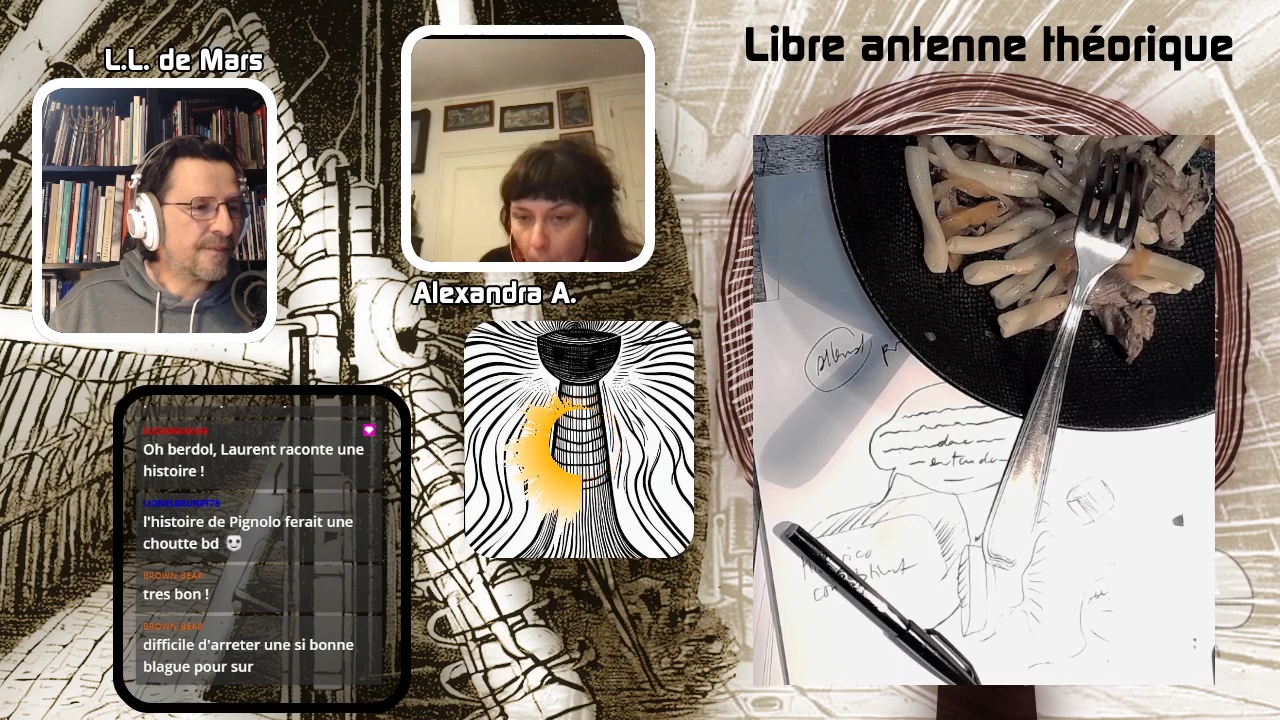 L.L. de Mars
Libre antenne théorique
Alexandra A.
Oh berdol, Laurent raconte une
histoire !
LIONELBRUNET78
l'histoire de Pignolo ferait une
choutte bd
BROWN_BEAR
tres bon !
BROWN_BEAR
difficile d'arreter une si bonne
blague pour sur